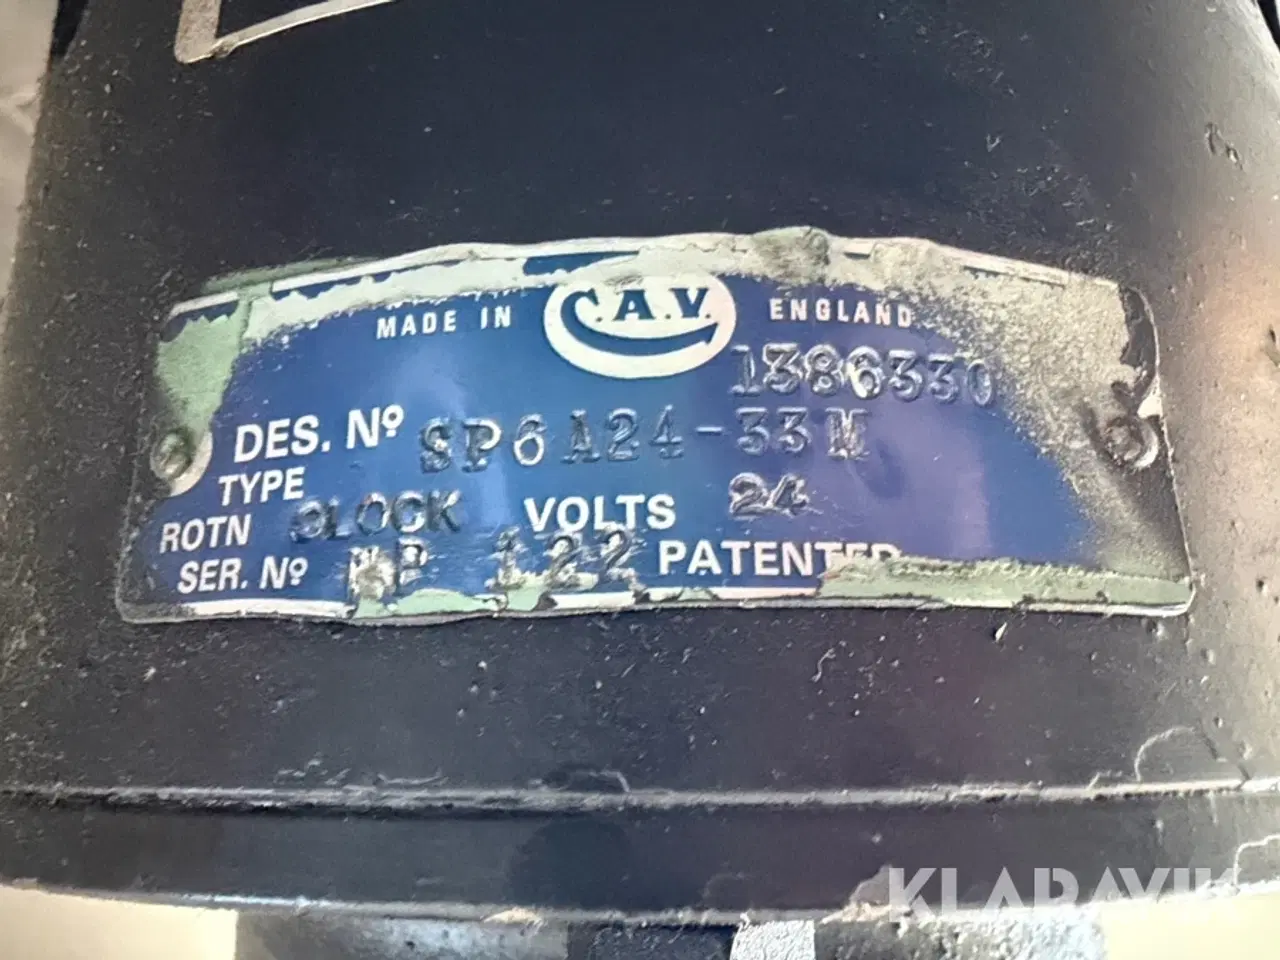 MADE IN C.A.V. ENGLAND
1386330
DES. Nº SP6A24-33M
TYPE
ROTN CLOCK VOLTS 24
SER. Nº 122 PATENTED
KLARAVIK